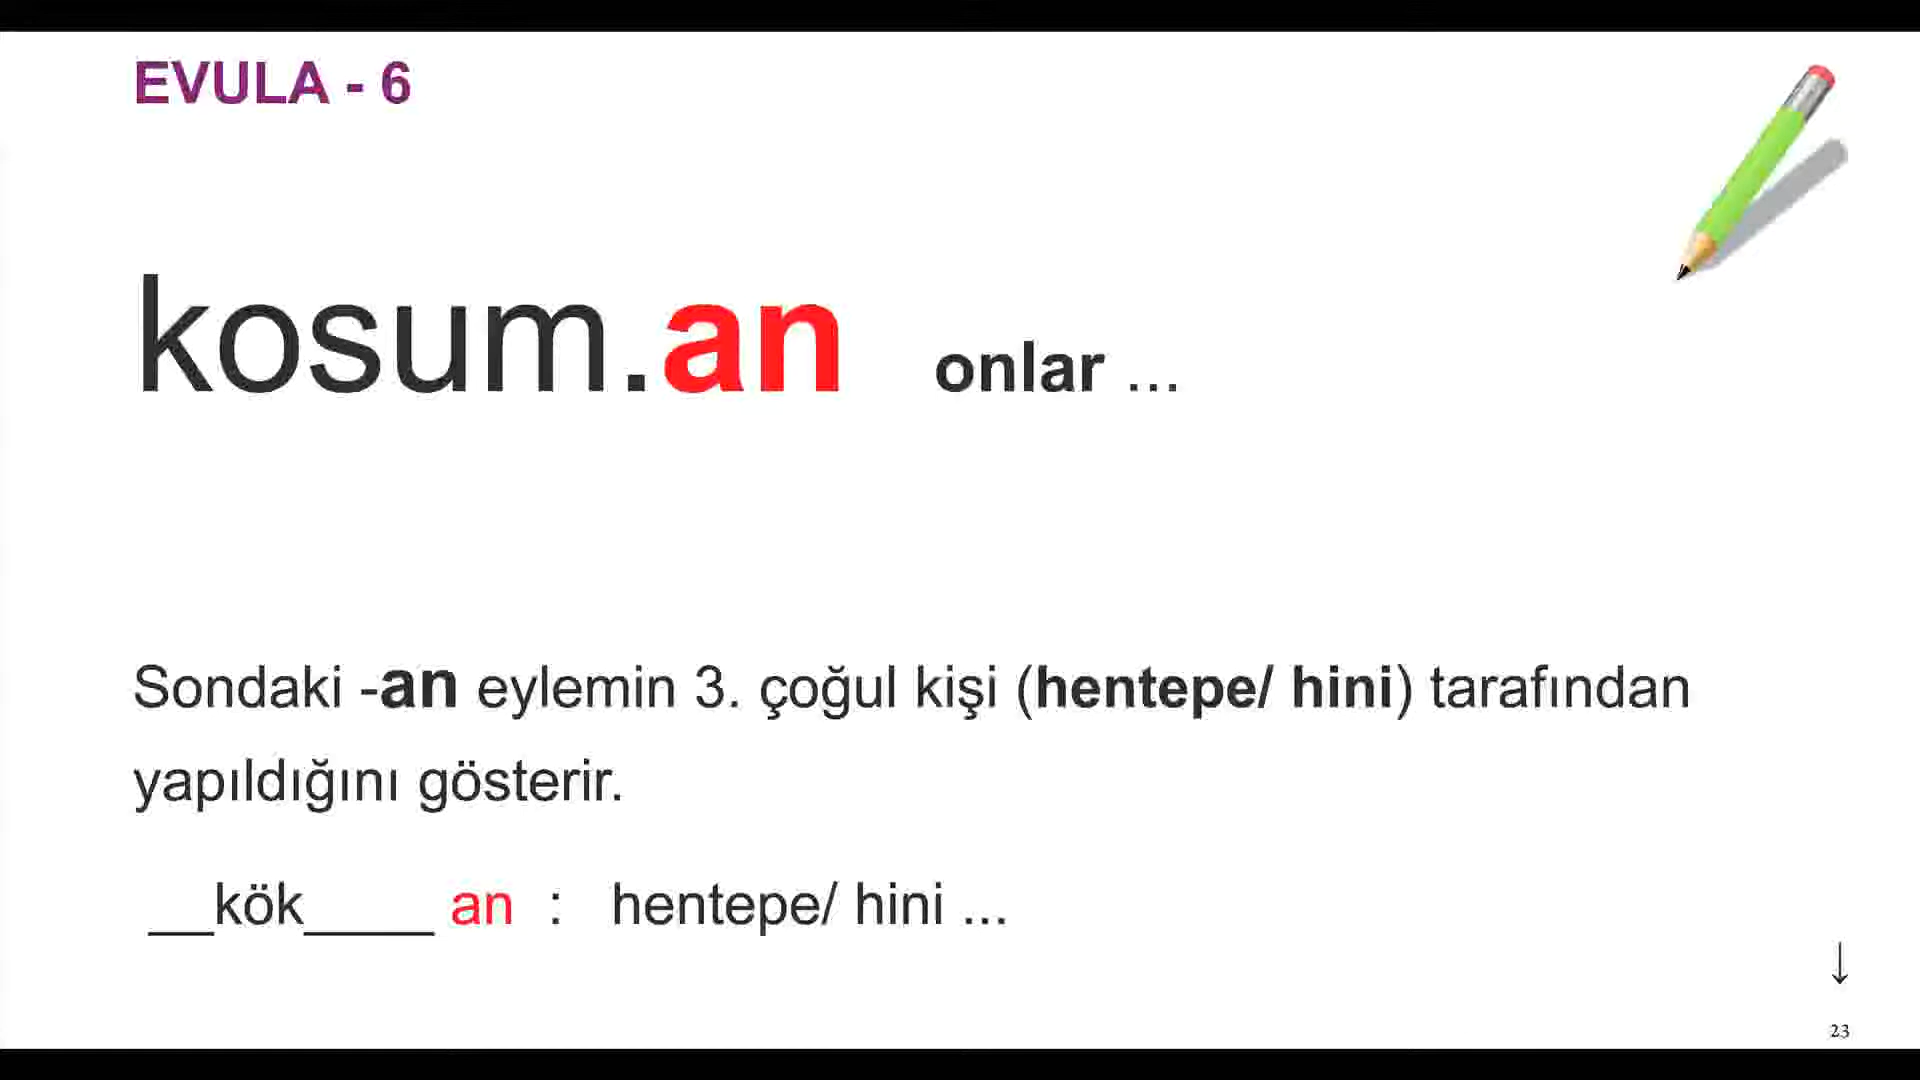 EVULA - 6
kosum.an onlar ...
Sondaki -an eylemin 3. çoğul kişi (hentepe/ hini) tarafından
yapıldığını gösterir.
__kök____ an : hentepe/ hini ...
↓
23